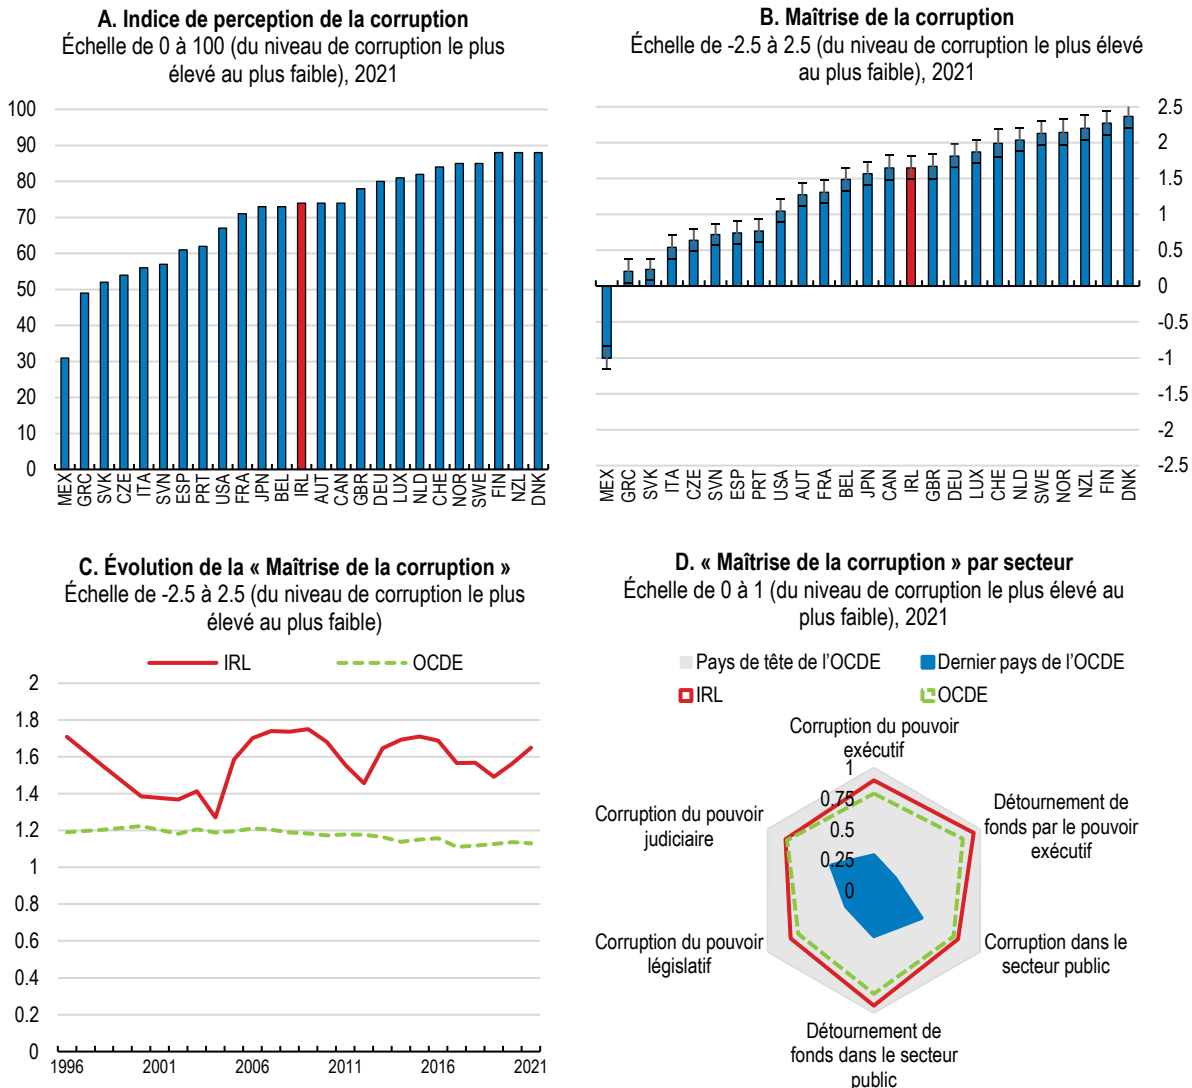 A. Indice de perception de la corruption
Échelle de 0 à 100 (du niveau de corruption le plus
élevé au plus faible), 2021
100
90
80
70
60
50
40
30
20
10
0
MEX GRC SVK CZE ITA SVN ESP PRT USA FRA JPN BEL IRL AUT CAN GBR DEU LUX NLD CHE NOR SWE FIN NZL DNK
B. Maîtrise de la corruption
Échelle de -2.5 à 2.5 (du niveau de corruption le plus élevé
au plus faible), 2021
2.5
2
1.5
1
0.5
0
-0.5
-1
-1.5
-2
-2.5
MEX GRC SVK ITA CZE SVN ESP PRT USA AUT FRA BEL JPN CAN IRL GBR DEU LUX CHE NLD SWE NOR NZL FIN DNK
C. Évolution de la « Maîtrise de la corruption »
Échelle de -2.5 à 2.5 (du niveau de corruption le plus
élevé au plus faible)
IRL OCDE
2
1.8
1.6
1.4
1.2
1
0.8
0.6
0.4
0.2
0
1996 2001 2006 2011 2016 2021
D. « Maîtrise de la corruption » par secteur
Échelle de 0 à 1 (du niveau de corruption le plus élevé au
plus faible), 2021
Pays de tête de l'OCDE Dernier pays de l'OCDE
IRL OCDE
Corruption du pouvoir
exécutif
1
0.75
0.5
0.25
0
Détournement de
fonds par le pouvoir
exécutif
Corruption dans le
secteur public
Détournement de
fonds dans le secteur
public
Corruption du pouvoir
législatif
Corruption du pouvoir
judiciaire